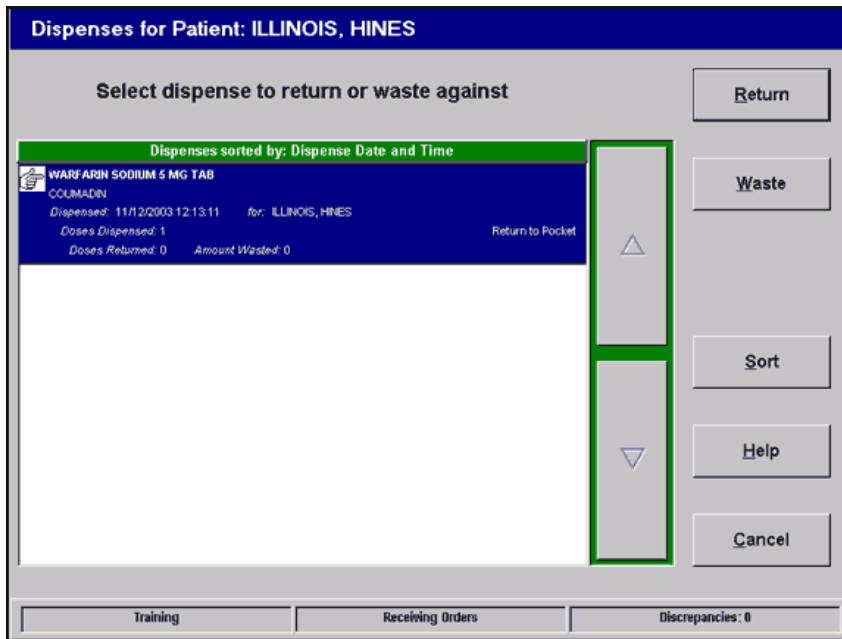 Dispenses for Patient: ILLINOIS, HINES
Select dispense to return or waste against
Return
Dispenses sorted by: Dispense Date and Time
WARFARIN SODIUM 5 MG TAB
COUMADIN
Dispensed: 11/12/2003 12:13:11 for: ILLINOIS, HINES
Doses Dispensed: 1 Return to Pocket
Doses Returned: 0 Amount Wasted: 0
Waste
Sort
Help
Cancel
Training Receiving Orders Discrepancies: 0